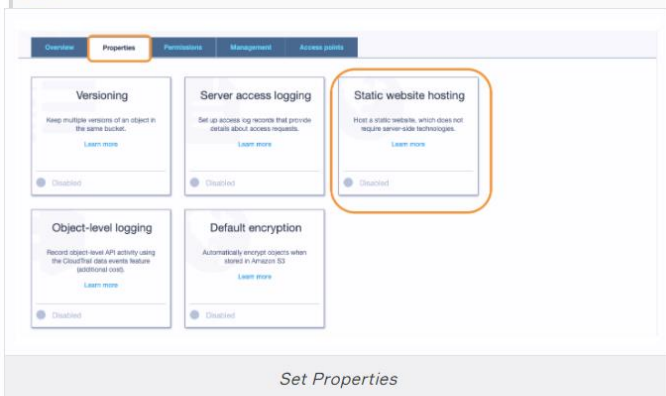 Overview Properties Permissions Management Access points
Versioning
Keep multiple versions of an object in
the same bucket.
Learn more
Disabled
Server access logging
Set up access log records that provide
details about access requests.
Learn more
Disabled
Static website hosting
Host a static website, which does not
require server-side technologies.
Learn more
Disabled
Object-level logging
Record object-level API activity using
the CloudTrail data events feature
(additional cost).
Learn more
Disabled
Default encryption
Automatically encrypt objects when
stored in Amazon S3
Learn more
Disabled
Set Properties